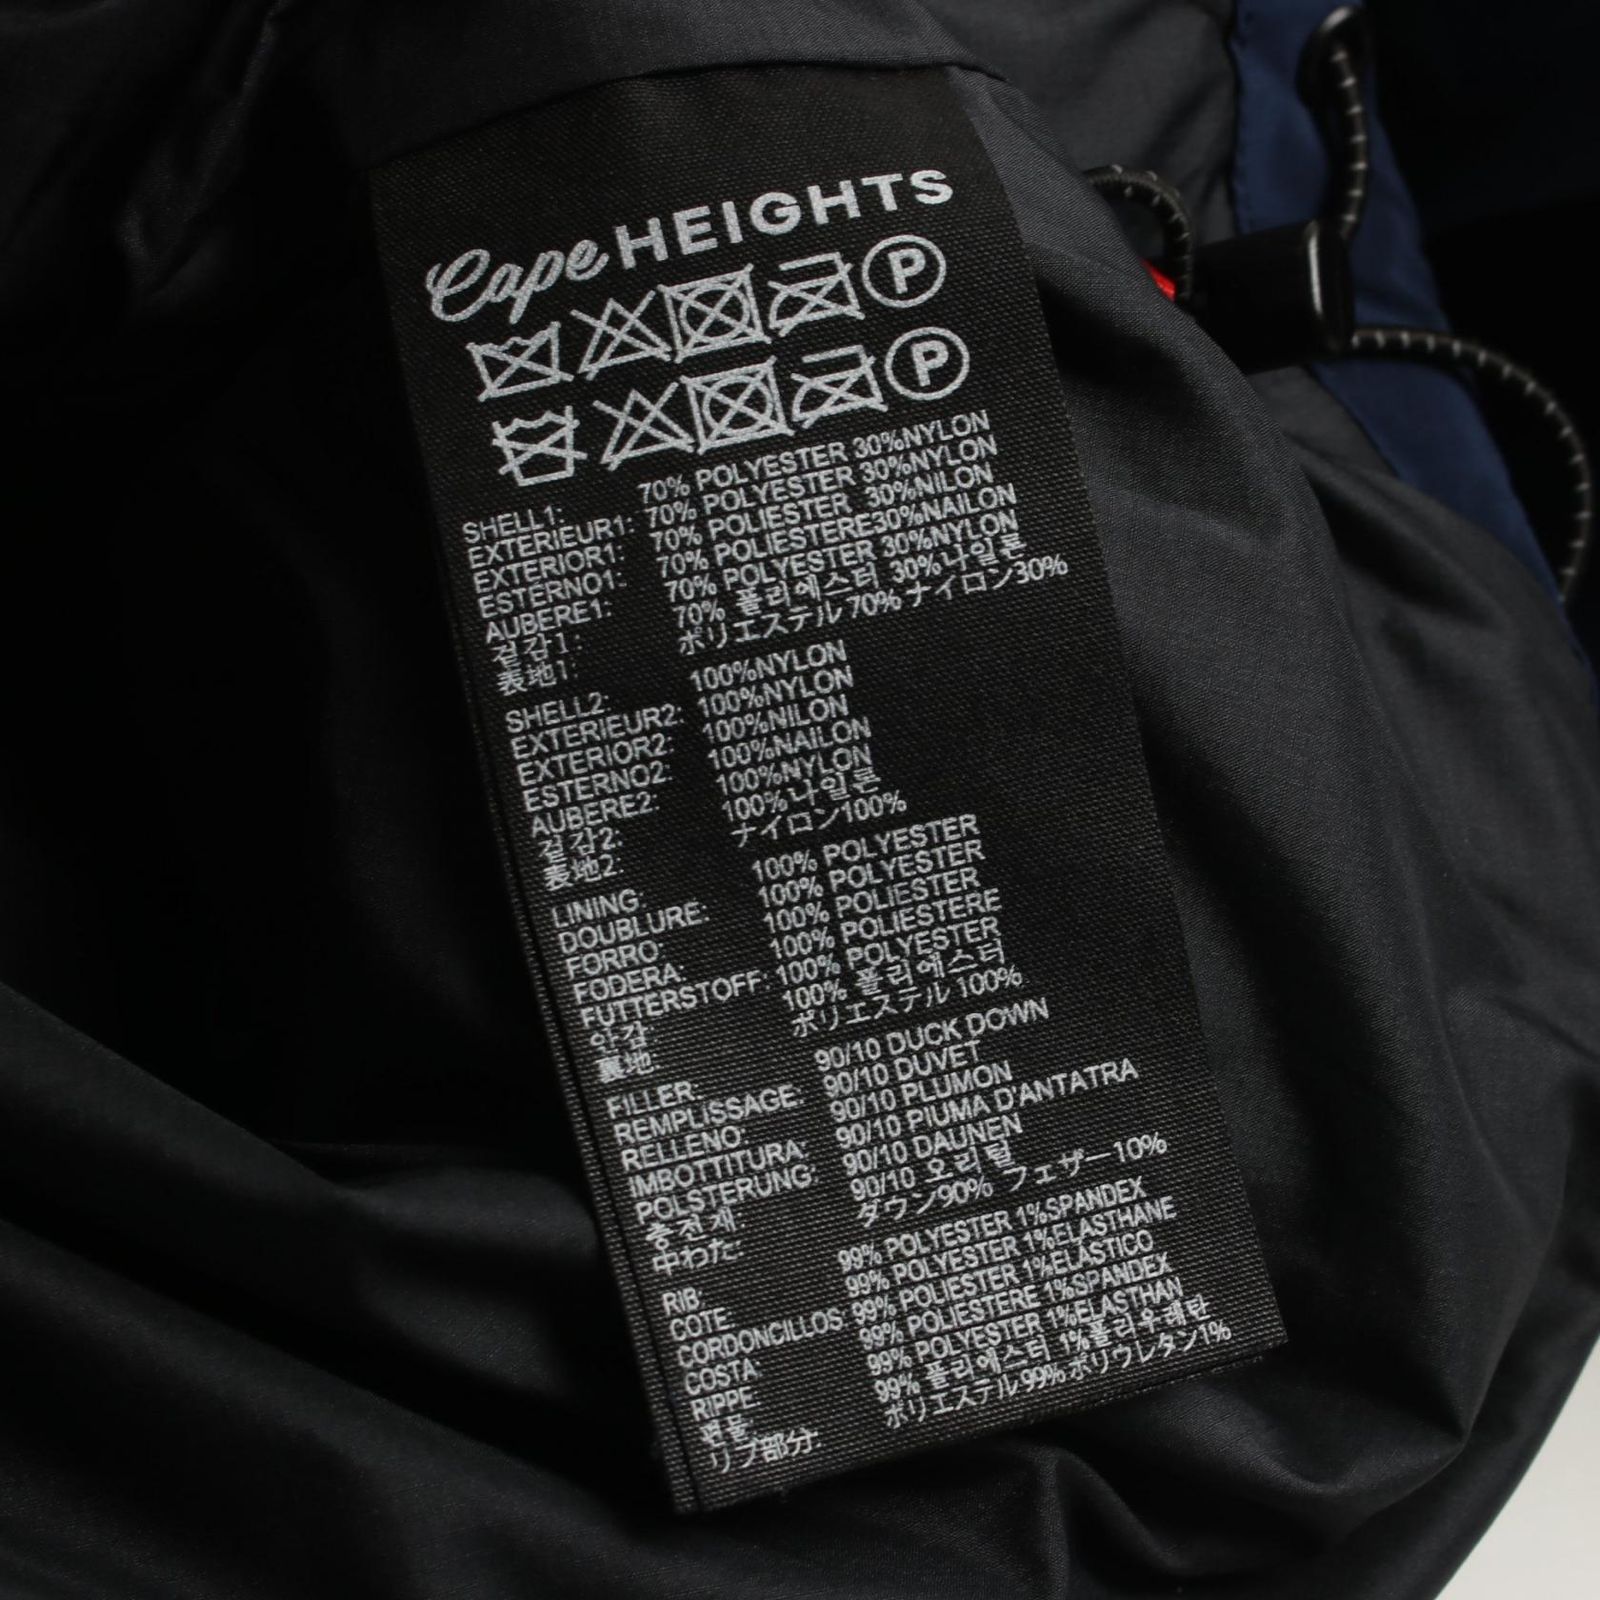 Cape HEIGHTS
P
P
SHELL1: 70% POLYESTER 30%NYLON
EXTERIEUR1: 70% POLYESTER 30%NYLON
EXTERIOR1: 70% POLIESTER 30%NILON
ESTERNO1: 70% POLIESTERE30%NAILON
AUBERE1: 70% POLYESTER 30%NYLON
겉감1: 70% 폴리에스터 30%나일론
表地1: ポリエステル 70% ナイロン30%
SHELL2: 100%NYLON
EXTERIEUR2: 100%NYLON
EXTERIOR2: 100%NILON
ESTERNO2: 100%NAILON
AUBERE2: 100%NYLON
겉감2: 100%나일론
表地2: ナイロン100%
LINING: 100% POLYESTER
DOUBLURE: 100% POLYESTER
FORRO: 100% POLIESTER
FODERA: 100% POLIESTERE
FUTTERSTOFF: 100% POLYESTER
안감 100% 폴리에스터
裏地 ポリエステル 100%
FILLER: 90/10 DUCK DOWN
REMPLISSAGE: 90/10 DUVET
RELLENO: 90/10 PLUMON
IMBOTTITURA: 90/10 PIUMA D'ANTATRA
POLSTERUNG: 90/10 DAUNEN
충전재: 90/10 오리털
中わた: ダウン90% フェザー10%
RIB: 99% POLYESTER 1%SPANDEX
COTE: 99% POLYESTER 1%ELASTHANE
CORDONCILLOS: 99% POLIESTER 1%ELASTICO
COSTA: 99% POLIESTERE 1%SPANDEX
RIPPE: 99% POLYESTER 1%ELASTHAN
편물: 99% 폴리에스터 1%폴리우레탄
リブ部分: ポリエステル99%ポリウレタン1%